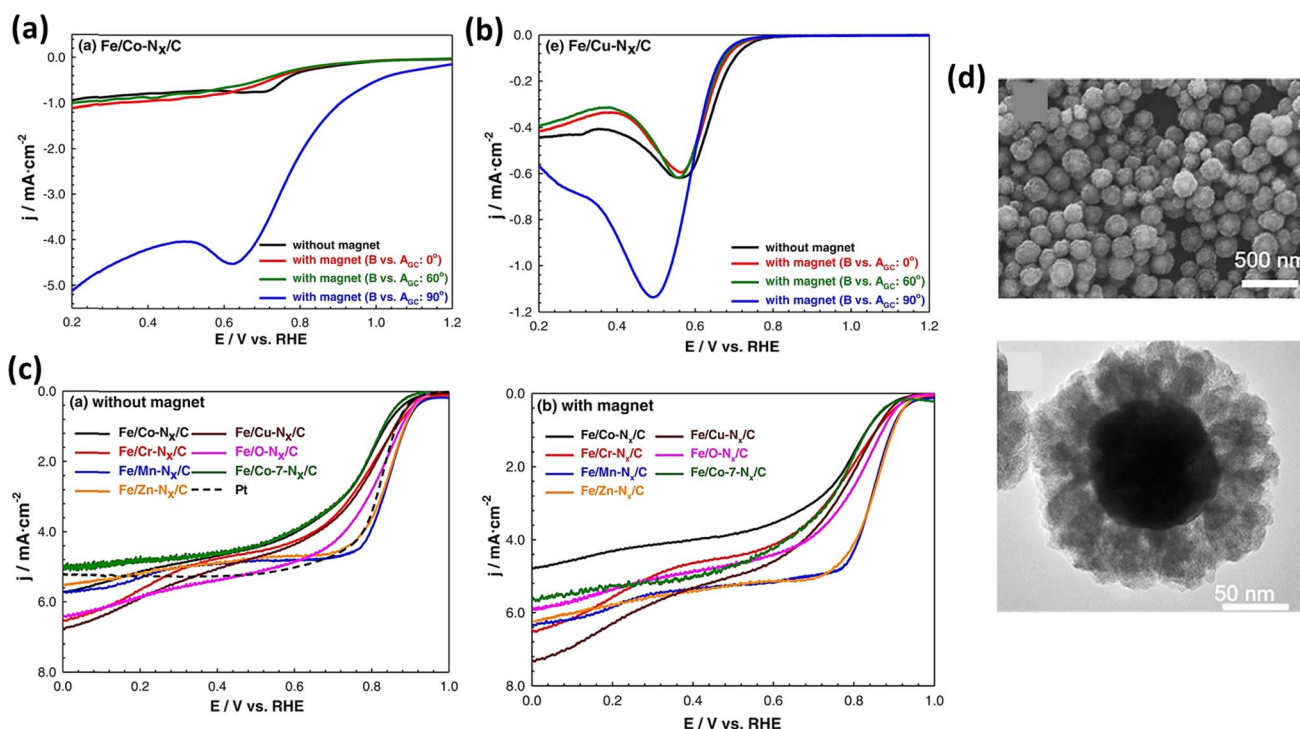 (a)
(a) Fe/Co-Nx/C
0.0
-1.0
-2.0
-3.0
-4.0
-5.0
j / mA·cm⁻²
without magnet
with magnet (B vs. AGC: 0°)
with magnet (B vs. AGC: 60°)
with magnet (B vs. AGC: 90°)
0.2 0.4 0.6 0.8 1.0 1.2
E / V vs. RHE
(b)
(e) Fe/Cu-Nx/C
0.0
-0.2
-0.4
-0.6
-0.8
-1.0
-1.2
j / mA·cm⁻²
without magnet
with magnet (B vs. AGC: 0°)
with magnet (B vs. AGC: 60°)
with magnet (B vs. AGC: 90°)
0.2 0.4 0.6 0.8 1.0 1.2
E / V vs. RHE
(d)
500 nm
50 nm
(c)
(a) without magnet
0.0
2.0
4.0
6.0
8.0
j / mA·cm⁻²
Fe/Co-Nx/C Fe/Cu-Nx/C
Fe/Cr-Nx/C Fe/O-Nx/C
Fe/Mn-Nx/C Fe/Co-7-Nx/C
Fe/Zn-Nx/C Pt
0.0 0.2 0.4 0.6 0.8 1.0
E / V vs. RHE
(b) with magnet
0.0
2.0
4.0
6.0
8.0
j / mA·cm⁻²
Fe/Co-Nx/C Fe/Cu-Nx/C
Fe/Cr-Nx/C Fe/O-Nx/C
Fe/Mn-Nx/C Fe/Co-7-Nx/C
Fe/Zn-Nx/C
0.0 0.2 0.4 0.6 0.8 1.0
E / V vs. RHE